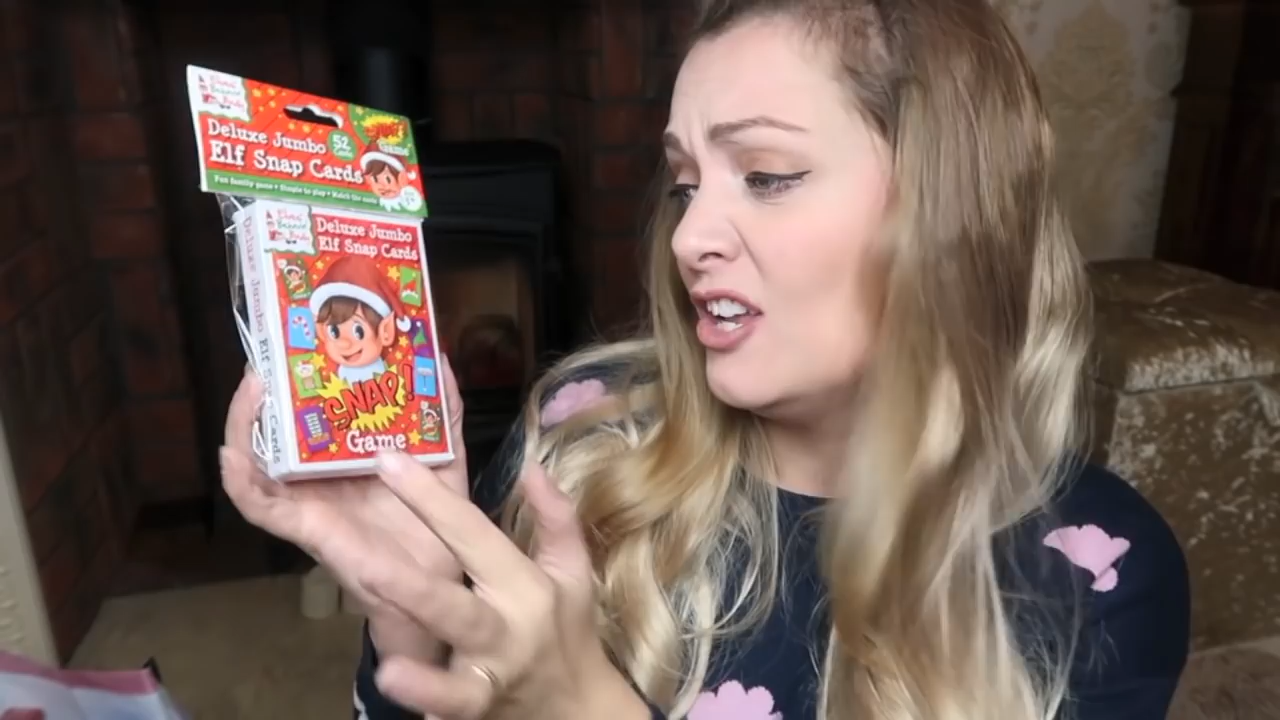 Deluxe Jumbo
Elf Snap Cards
52
Cards
Game
Fun family game • Simple to play • Match the cards
Deluxe Jumbo
Elf Snap Cards
SNAP!
Game
Deluxe Jumbo Elf Snap Cards